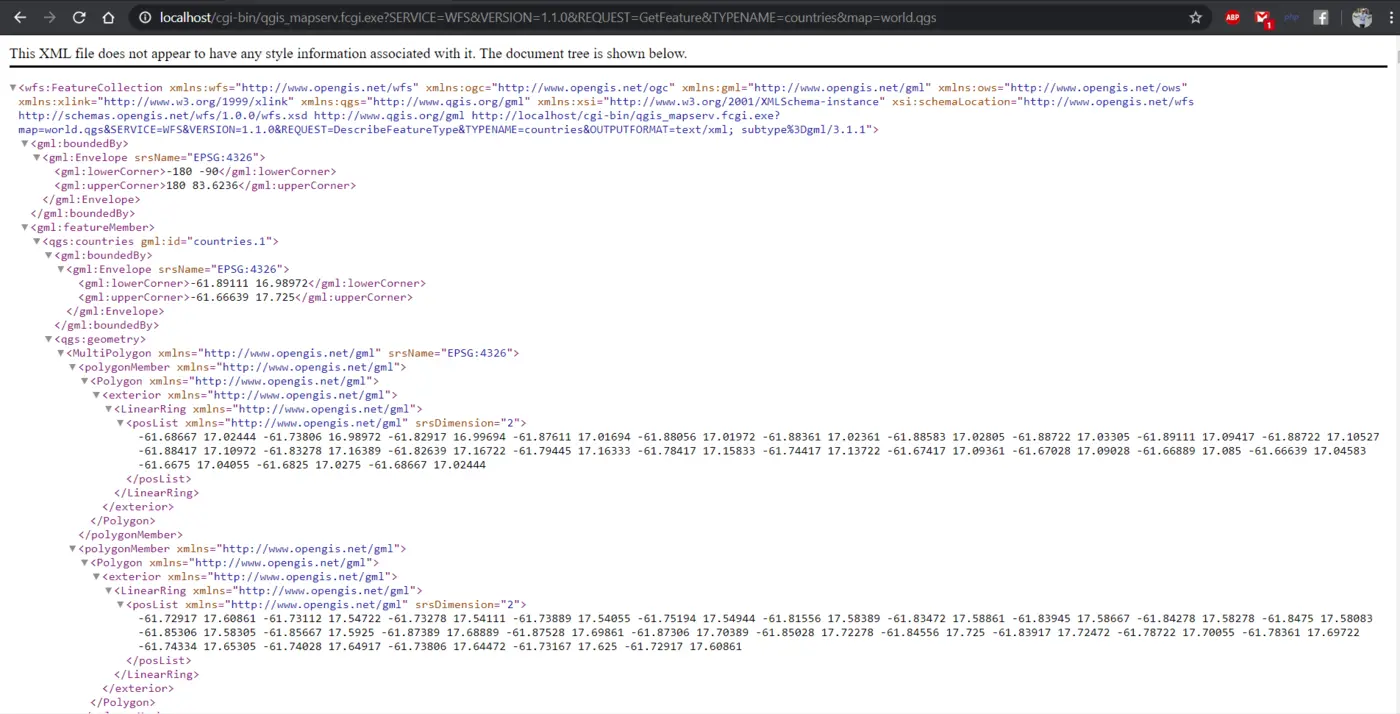 localhost/cgi-bin/qgis_mapserv.fcgi.exe?SERVICE=WFS&VERSION=1.1.0&REQUEST=GetFeature&TYPENAME=countries&map=world.qgs
ABP 1 php f
This XML file does not appear to have any style information associated with it. The document tree is shown below.
▼<wfs:FeatureCollection xmlns:wfs="http://www.opengis.net/wfs" xmlns:ogc="http://www.opengis.net/ogc" xmlns:gml="http://www.opengis.net/gml" xmlns:ows="http://www.opengis.net/ows"
xmlns:xlink="http://www.w3.org/1999/xlink" xmlns:qgs="http://www.qgis.org/gml" xmlns:xsi="http://www.w3.org/2001/XMLSchema-instance" xsi:schemaLocation="http://www.opengis.net/wfs
http://schemas.opengis.net/wfs/1.0.0/wfs.xsd http://www.qgis.org/gml http://localhost/cgi-bin/qgis_mapserv.fcgi.exe?
map=world.qgs&SERVICE=WFS&VERSION=1.1.0&REQUEST=DescribeFeatureType&TYPENAME=countries&OUTPUTFORMAT=text/xml; subtype%3Dgml/3.1.1">
▼<gml:boundedBy>
▼<gml:Envelope srsName="EPSG:4326">
<gml:lowerCorner>-180 -90</gml:lowerCorner>
<gml:upperCorner>180 83.6236</gml:upperCorner>
</gml:Envelope>
</gml:boundedBy>
▼<gml:featureMember>
▼<qgs:countries gml:id="countries.1">
▼<gml:boundedBy>
▼<gml:Envelope srsName="EPSG:4326">
<gml:lowerCorner>-61.89111 16.98972</gml:lowerCorner>
<gml:upperCorner>-61.66639 17.725</gml:upperCorner>
</gml:Envelope>
</gml:boundedBy>
▼<qgs:geometry>
▼<MultiPolygon xmlns="http://www.opengis.net/gml" srsName="EPSG:4326">
▼<polygonMember xmlns="http://www.opengis.net/gml">
▼<Polygon xmlns="http://www.opengis.net/gml">
▼<exterior xmlns="http://www.opengis.net/gml">
▼<LinearRing xmlns="http://www.opengis.net/gml">
▼<posList xmlns="http://www.opengis.net/gml" srsDimension="2">
-61.68667 17.02444 -61.73806 16.98972 -61.82917 16.99694 -61.87611 17.01694 -61.88056 17.01972 -61.88361 17.02361 -61.88583 17.02805 -61.88722 17.03305 -61.89111 17.09417 -61.88722 17.10527
-61.88417 17.10972 -61.83278 17.16389 -61.82639 17.16722 -61.79445 17.16333 -61.78417 17.15833 -61.74417 17.13722 -61.67417 17.09361 -61.67028 17.09028 -61.66889 17.085 -61.66639 17.04583
-61.6675 17.04055 -61.6825 17.0275 -61.68667 17.02444
</posList>
</LinearRing>
</exterior>
</Polygon>
</polygonMember>
▼<polygonMember xmlns="http://www.opengis.net/gml">
▼<Polygon xmlns="http://www.opengis.net/gml">
▼<exterior xmlns="http://www.opengis.net/gml">
▼<LinearRing xmlns="http://www.opengis.net/gml">
▼<posList xmlns="http://www.opengis.net/gml" srsDimension="2">
-61.72917 17.60861 -61.73112 17.54722 -61.73278 17.54111 -61.73889 17.54055 -61.75194 17.54944 -61.81556 17.58389 -61.83472 17.58861 -61.83945 17.58667 -61.84278 17.58278 -61.8475 17.58083
-61.85306 17.58305 -61.85667 17.5925 -61.87389 17.68889 -61.87528 17.69861 -61.87306 17.70389 -61.85028 17.72278 -61.84556 17.725 -61.83917 17.72472 -61.78722 17.70055 -61.78361 17.69722
-61.74334 17.65305 -61.74028 17.64917 -61.73806 17.64472 -61.73167 17.625 -61.72917 17.60861
</posList>
</LinearRing>
</exterior>
</Polygon>